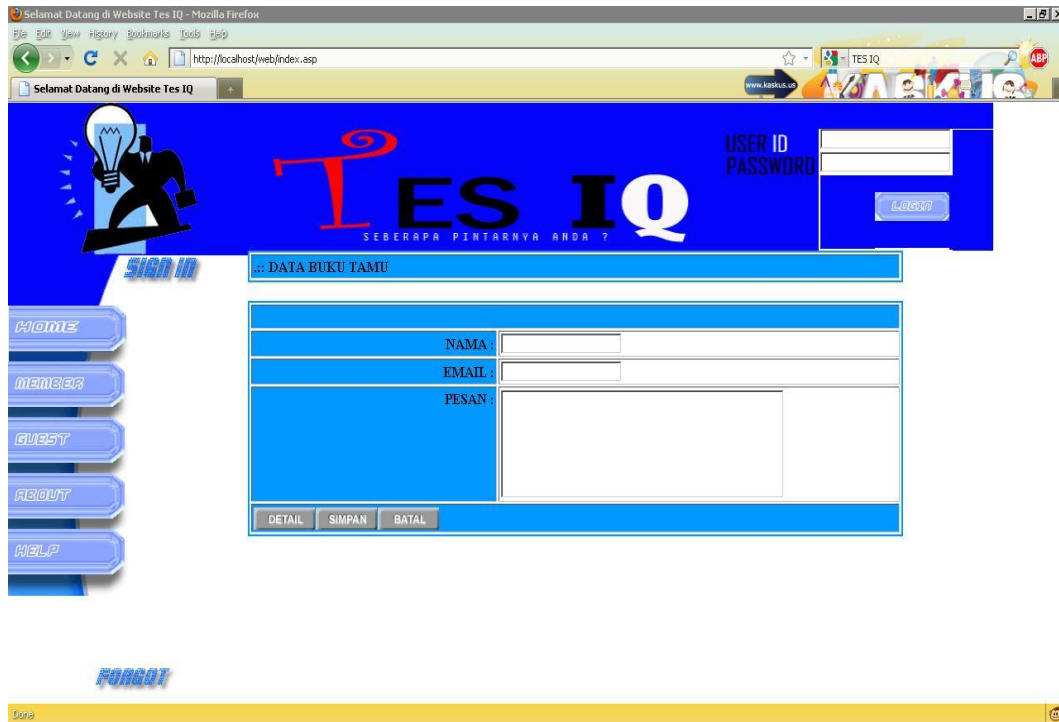 Selamat Datang di Website Tes IQ - Mozilla Firefox
File Edit View History Bookmarks Tools Help
http://localhost/web/index.asp
TES IQ
ABP
Selamat Datang di Website Tes IQ
+
www.kaskus.us
KASKUS
TES IQ
SEBERAPA PINTARNYA ANDA ?
USER ID
PASSWORD
LOGIN
SIGN IN
.:: DATA BUKU TAMU
HOME
MEMBER
GUEST
ABOUT
HELP
NAMA :
EMAIL :
PESAN :
DETAIL SIMPAN BATAL
FORGOT
Done